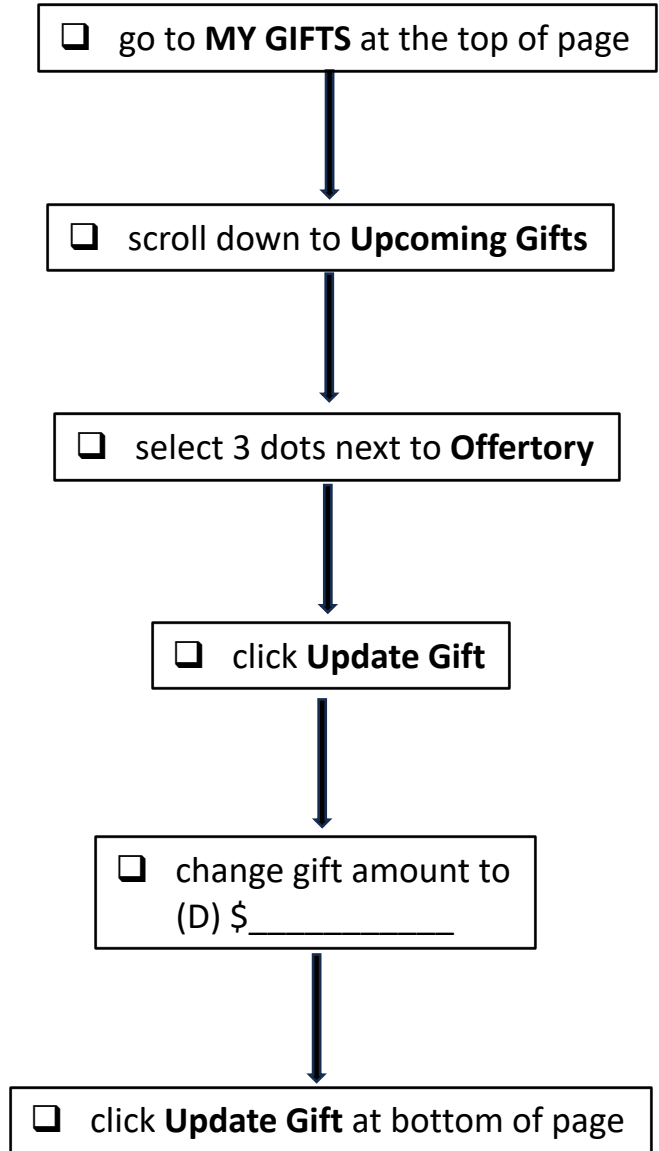 ❑ go to MY GIFTS at the top of page
❑ scroll down to Upcoming Gifts
❑ select 3 dots next to Offertory
❑ click Update Gift
❑ change gift amount to
(D) $___________
❑ click Update Gift at bottom of page